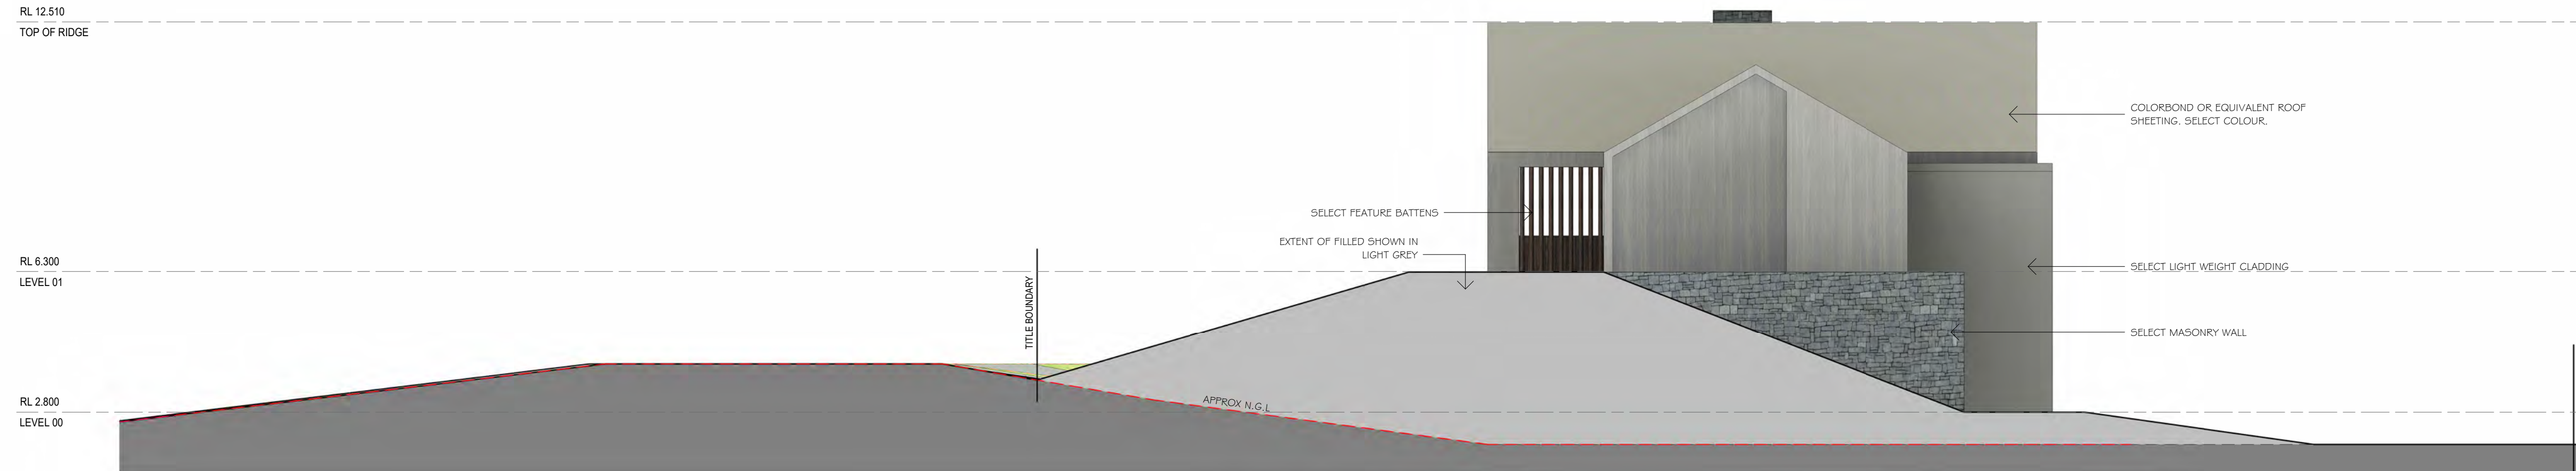 RL 12.510
TOP OF RIDGE
COLORBOND OR EQUIVALENT ROOF
SHEETING. SELECT COLOUR.
SELECT FEATURE BATTENS
EXTENT OF FILLED SHOWN IN
LIGHT GREY
RL 6.300
LEVEL 01
SELECT LIGHT WEIGHT CLADDING
TITLE BOUNDARY
SELECT MASONRY WALL
RL 2.800
LEVEL 00
APPROX N.G.L